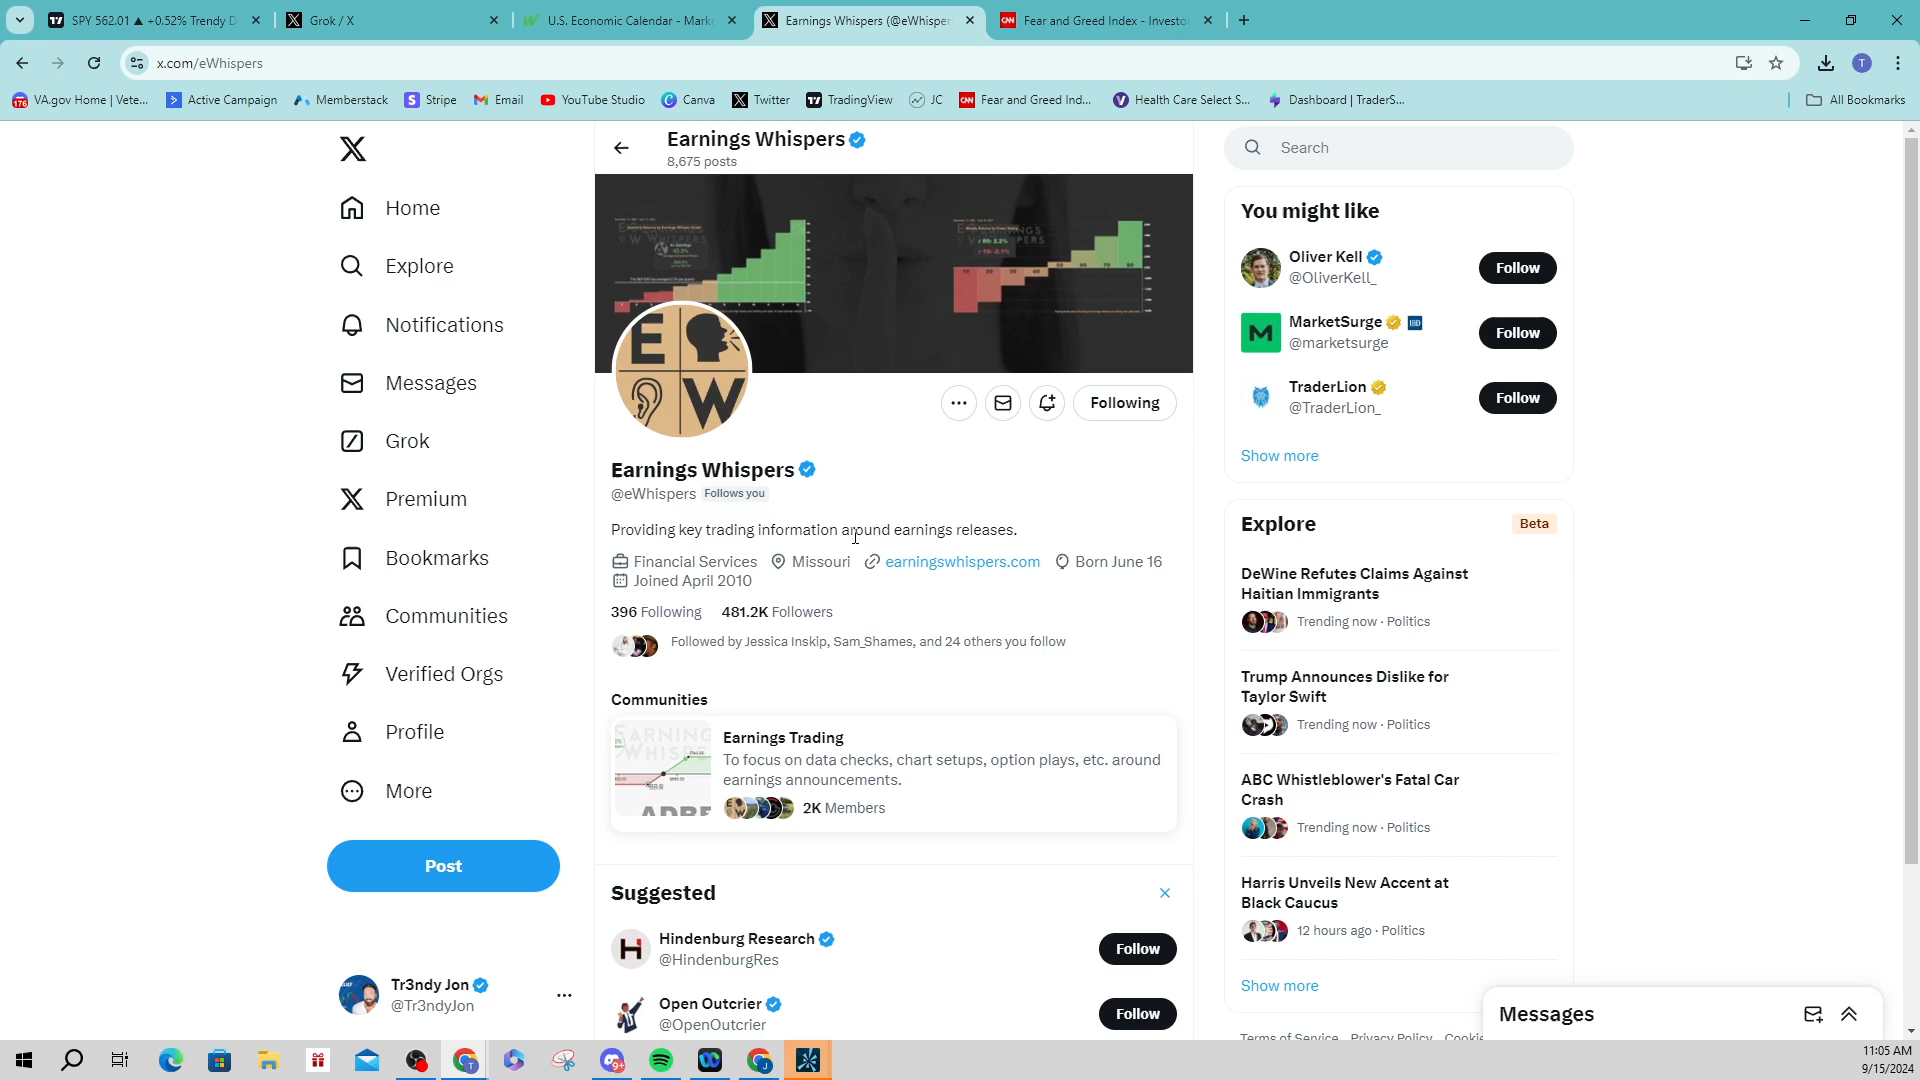 SPY 562.01 ▲ +0.52% Trendy D
Grok / X
U.S. Economic Calendar - Marke
Earnings Whispers (@eWhisper
Fear and Greed Index - Investo
x.com/eWhispers
T
VA.gov Home | Vete...
176
Active Campaign
Memberstack
Stripe
Email
YouTube Studio
Canva
Twitter
TradingView
JC
Fear and Greed Ind...
Health Care Select S...
Dashboard | TraderS...
All Bookmarks
Home
Explore
Notifications
Messages
Grok
Premium
Bookmarks
Communities
Verified Orgs
Profile
More
Post
Tr3ndy Jon
@Tr3ndyJon
Earnings Whispers
8,675 posts
E
W
Following
Earnings Whispers
@eWhispers Follows you
Providing key trading information around earnings releases.
Financial Services Missouri earningswhispers.com Born June 16
Joined April 2010
396 Following 481.2K Followers
Followed by Jessica Inskip, Sam_Shames, and 24 others you follow
Communities
Earnings Trading
To focus on data checks, chart setups, option plays, etc. around
earnings announcements.
2K Members
Suggested
Hindenburg Research
@HindenburgRes
Follow
Open Outcrier
@OpenOutcrier
Follow
Search
You might like
Oliver Kell
@OliverKell_
Follow
MarketSurge
@marketsurge
Follow
TraderLion
@TraderLion_
Follow
Show more
Explore
Beta
DeWine Refutes Claims Against
Haitian Immigrants
Trending now · Politics
Trump Announces Dislike for
Taylor Swift
Trending now · Politics
ABC Whistleblower's Fatal Car
Crash
Trending now · Politics
Harris Unveils New Accent at
Black Caucus
12 hours ago · Politics
Show more
Terms of Service Privacy Policy Cookie
Messages
11:05 AM
9/15/2024